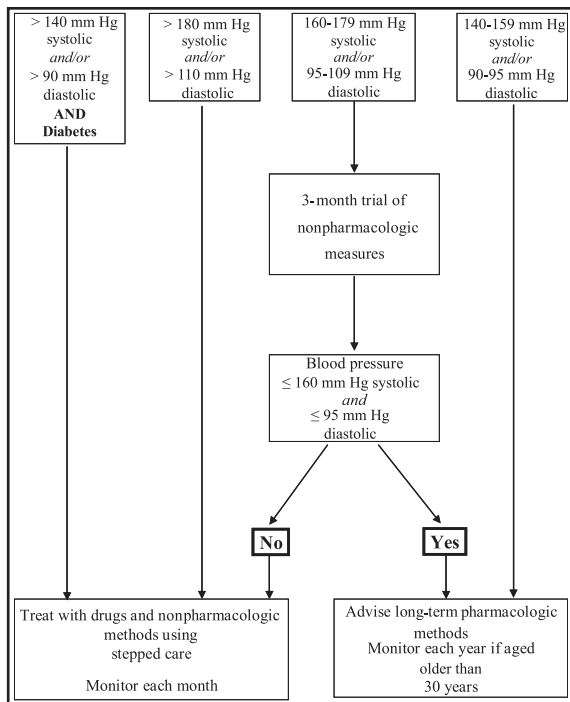 > 140 mm Hg
systolic
and/or
> 90 mm Hg
diastolic
AND
Diabetes
> 180 mm Hg
systolic
and/or
> 110 mm Hg
diastolic
160-179 mm Hg
systolic
and/or
95-109 mm Hg
diastolic
140-159 mm Hg
systolic
and/or
90-95 mm Hg
diastolic
3-month trial of
nonpharmacologic
measures
Blood pressure
≤ 160 mm Hg systolic
and
≤ 95 mm Hg
diastolic
No
Yes
Treat with drugs and nonpharmacologic
methods using
stepped care
Monitor each month
Advise long-term pharmacologic
methods
Monitor each year if aged
older than
30 years